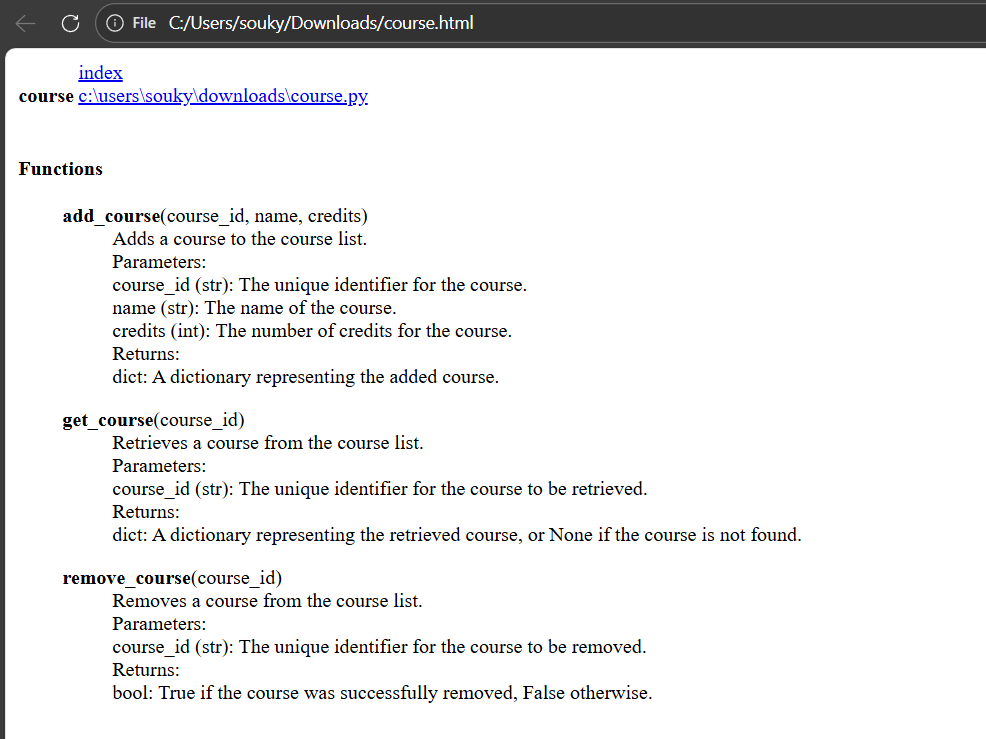 File C:/Users/souky/Downloads/course.html
index
course c:\users\souky\downloads\course.py
Functions
add_course(course_id, name, credits)
Adds a course to the course list.
Parameters:
course_id (str): The unique identifier for the course.
name (str): The name of the course.
credits (int): The number of credits for the course.
Returns:
dict: A dictionary representing the added course.
get_course(course_id)
Retrieves a course from the course list.
Parameters:
course_id (str): The unique identifier for the course to be retrieved.
Returns:
dict: A dictionary representing the retrieved course, or None if the course is not found.
remove_course(course_id)
Removes a course from the course list.
Parameters:
course_id (str): The unique identifier for the course to be removed.
Returns:
bool: True if the course was successfully removed, False otherwise.